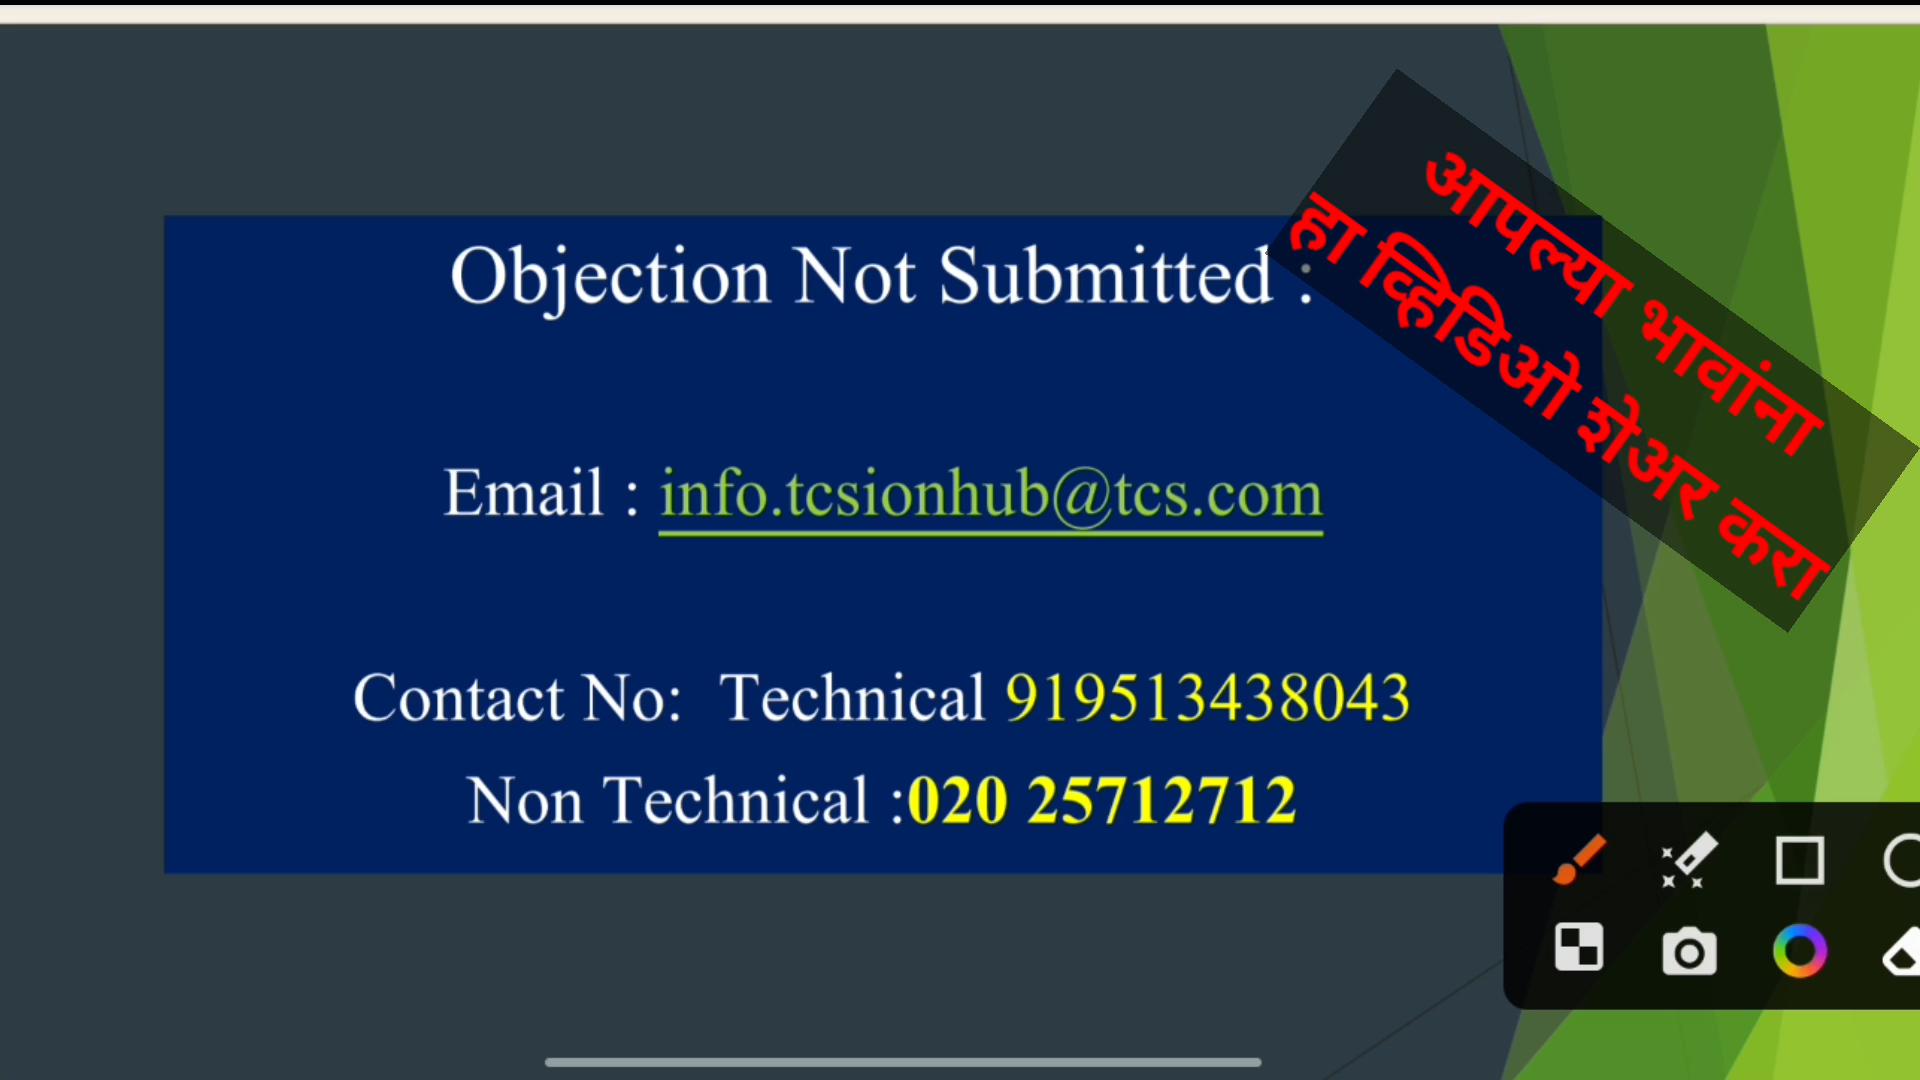 Objection Not Submitted :
आपल्या भावांना
हा व्हिडिओ शेअर करा
Email : info.tcsionhub@tcs.com
Contact No:  Technical 919513438043
Non Technical :020 25712712